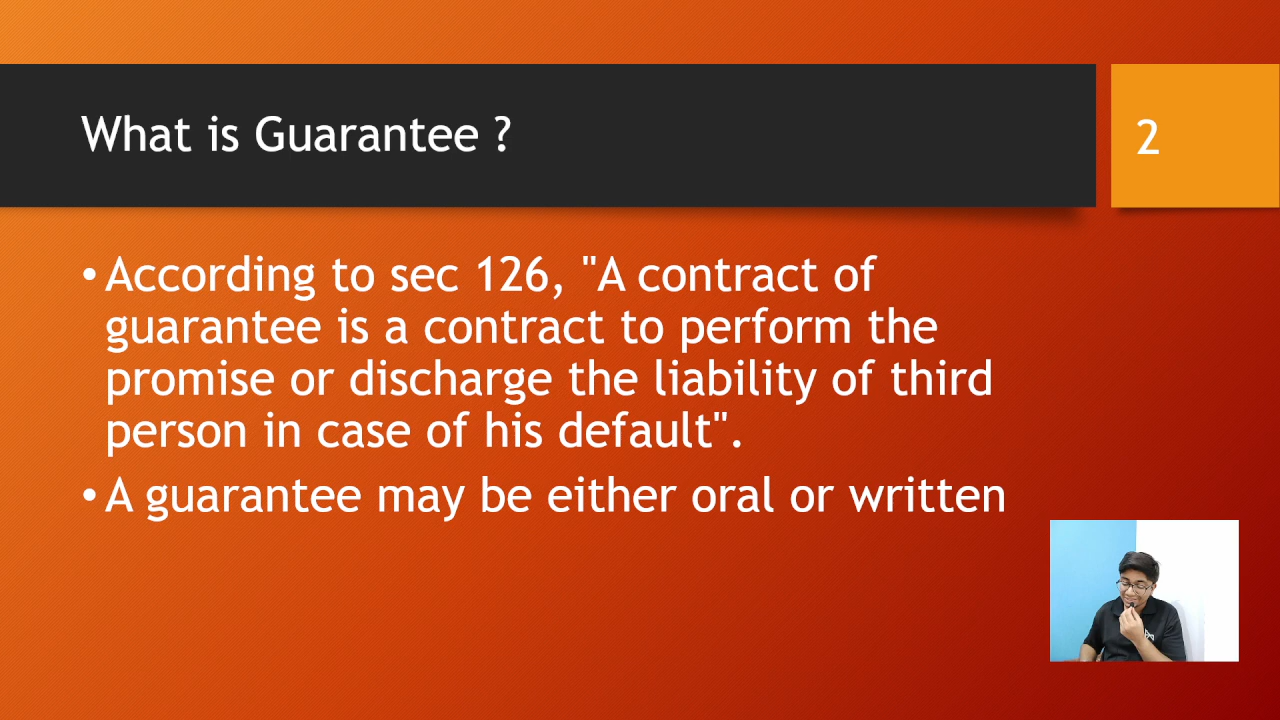 What is Guarantee ?
2
• According to sec 126, "A contract of
guarantee is a contract to perform the
promise or discharge the liability of third
person in case of his default".
• A guarantee may be either oral or written